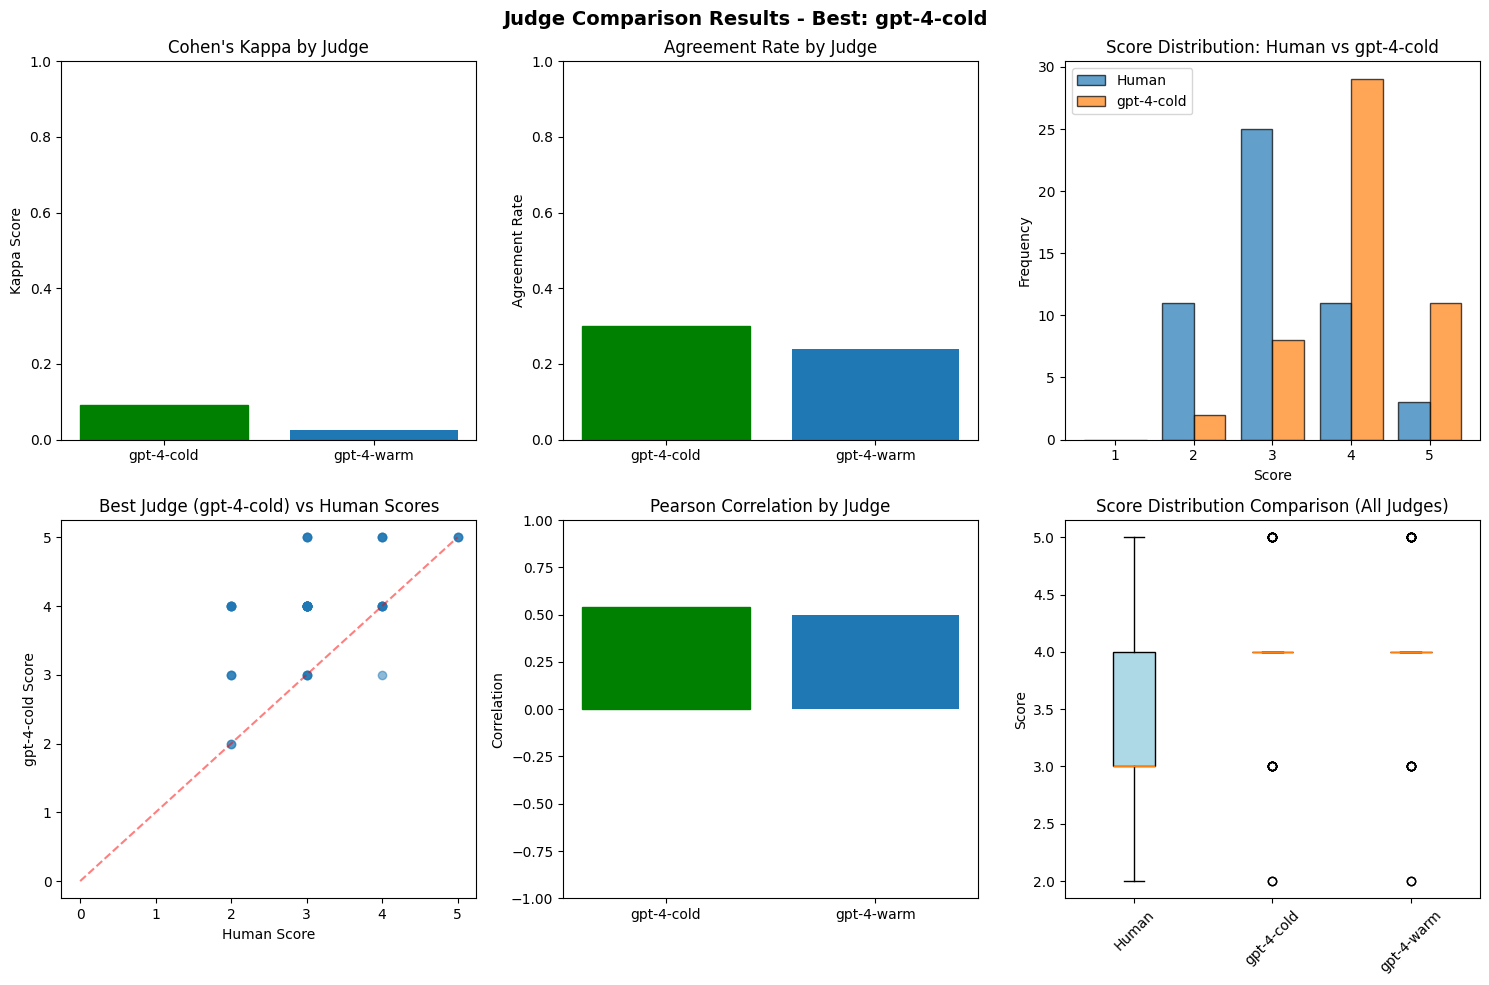 Judge Comparison Results - Best: gpt-4-cold
Cohen's Kappa by Judge
1.0
0.8
0.6
0.4
0.2
0.0
Kappa Score
gpt-4-cold
gpt-4-warm
Agreement Rate by Judge
1.0
0.8
0.6
0.4
0.2
0.0
Agreement Rate
gpt-4-cold
gpt-4-warm
Score Distribution: Human vs gpt-4-cold
Human
gpt-4-cold
30
25
20
15
10
5
0
Frequency
1
2
3
4
5
Score
Best Judge (gpt-4-cold) vs Human Scores
5
4
3
2
1
0
gpt-4-cold Score
0
1
2
3
4
5
Human Score
Pearson Correlation by Judge
1.00
0.75
0.50
0.25
0.00
−0.25
−0.50
−0.75
−1.00
Correlation
gpt-4-cold
gpt-4-warm
Score Distribution Comparison (All Judges)
5.0
4.5
4.0
3.5
3.0
2.5
2.0
Score
Human
gpt-4-cold
gpt-4-warm